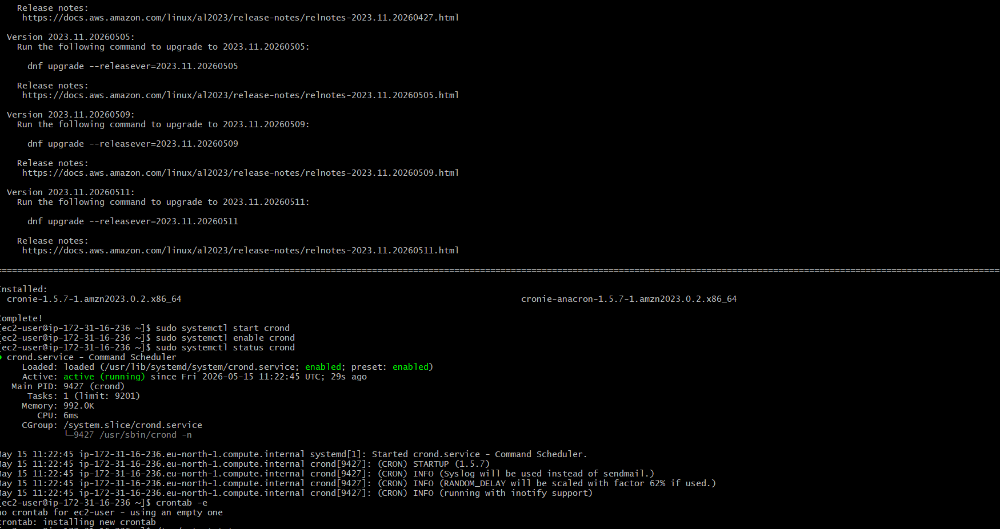 Release notes:
https://docs.aws.amazon.com/linux/al2023/release-notes/relnotes-2023.11.20260427.html
Version 2023.11.20260505:
Run the following command to upgrade to 2023.11.20260505:
dnf upgrade --releasever=2023.11.20260505
Release notes:
https://docs.aws.amazon.com/linux/al2023/release-notes/relnotes-2023.11.20260505.html
Version 2023.11.20260509:
Run the following command to upgrade to 2023.11.20260509:
dnf upgrade --releasever=2023.11.20260509
Release notes:
https://docs.aws.amazon.com/linux/al2023/release-notes/relnotes-2023.11.20260509.html
Version 2023.11.20260511:
Run the following command to upgrade to 2023.11.20260511:
dnf upgrade --releasever=2023.11.20260511
Release notes:
https://docs.aws.amazon.com/linux/al2023/release-notes/relnotes-2023.11.20260511.html
Installed:
cronie-1.5.7-1.amzn2023.0.2.x86_64 cronie-anacron-1.5.7-1.amzn2023.0.2.x86_64
Complete!
[ec2-user@ip-172-31-16-236 ~]$ sudo systemctl start crond
[ec2-user@ip-172-31-16-236 ~]$ sudo systemctl enable crond
[ec2-user@ip-172-31-16-236 ~]$ sudo systemctl status crond
● crond.service - Command Scheduler
Loaded: loaded (/usr/lib/systemd/system/crond.service; enabled; preset: enabled)
Active: active (running) since Fri 2026-05-15 11:22:45 UTC; 29s ago
Main PID: 9427 (crond)
Tasks: 1 (limit: 9201)
Memory: 992.0K
CPU: 6ms
CGroup: /system.slice/crond.service
└─9427 /usr/sbin/crond -n
May 15 11:22:45 ip-172-31-16-236.eu-north-1.compute.internal systemd[1]: Started crond.service - Command Scheduler.
May 15 11:22:45 ip-172-31-16-236.eu-north-1.compute.internal crond[9427]: (CRON) STARTUP (1.5.7)
May 15 11:22:45 ip-172-31-16-236.eu-north-1.compute.internal crond[9427]: (CRON) INFO (Syslog will be used instead of sendmail.)
May 15 11:22:45 ip-172-31-16-236.eu-north-1.compute.internal crond[9427]: (CRON) INFO (RANDOM_DELAY will be scaled with factor 62% if used.)
May 15 11:22:45 ip-172-31-16-236.eu-north-1.compute.internal crond[9427]: (CRON) INFO (running with inotify support)
[ec2-user@ip-172-31-16-236 ~]$ crontab -e
no crontab for ec2-user - using an empty one
crontab: installing new crontab